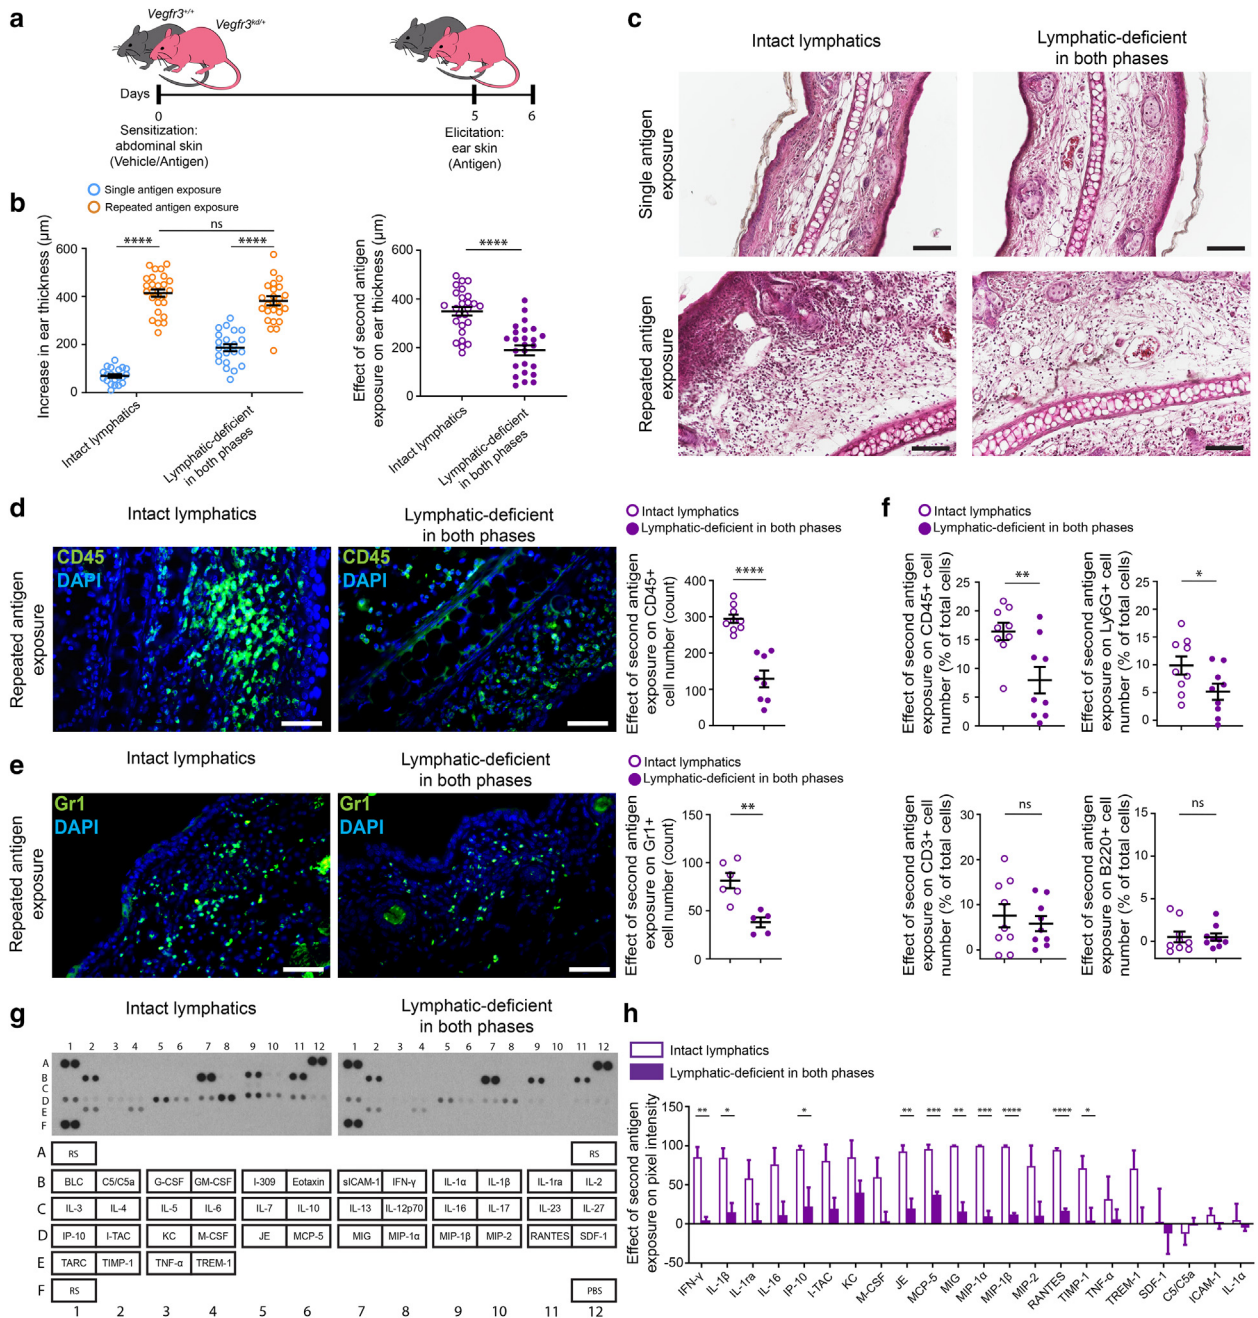 a
Vegfr3+/+
Vegfr3kd/+
Days
0
5
6
Sensitization:
abdominal skin
(Vehicle/Antigen)
Elicitation:
ear skin
(Antigen)
b
Single antigen exposure
Repeated antigen exposure
ns
****
****
Increase in ear thickness (µm)
600
400
200
0
Intact lymphatics
Lymphatic-deficient
in both phases
****
Effect of second antigen
exposure on ear thickness (µm)
600
400
200
0
Intact lymphatics
Lymphatic-deficient
in both phases
c
Intact lymphatics
Lymphatic-deficient
in both phases
Single antigen
exposure
Repeated antigen
exposure
d
Intact lymphatics
Lymphatic-deficient
in both phases
Repeated antigen
exposure
CD45
DAPI
CD45
DAPI
Intact lymphatics
Lymphatic-deficient in both phases
****
Effect of second antigen
exposure on CD45+
cell number (count)
400
300
200
100
0
e
Intact lymphatics
Lymphatic-deficient
in both phases
Repeated antigen
exposure
Gr1
DAPI
Gr1
DAPI
Intact lymphatics
Lymphatic-deficient in both phases
**
Effect of second antigen
exposure on Gr1+
cell number (count)
150
100
50
0
f
Intact lymphatics
Lymphatic-deficient in both phases
**
Effect of second antigen
exposure on CD45+ cell
number (% of total cells)
25
20
15
10
5
0
*
Effect of second antigen
exposure on Ly6G+ cell
number (% of total cells)
25
20
15
10
5
0
ns
Effect of second antigen
exposure on CD3+ cell
number (% of total cells)
30
20
10
0
ns
Effect of second antigen
exposure on B220+ cell
number (% of total cells)
15
10
5
0
g
Intact lymphatics
Lymphatic-deficient
in both phases
1 2 3 4 5 6 7 8 9 10 11 12
1 2 3 4 5 6 7 8 9 10 11 12
A
B
C
D
E
F
A RS RS
B BLC C5/C5a G-CSF GM-CSF I-309 Eotaxin sICAM-1 IFN-γ IL-1α IL-1β IL-1ra IL-2
C IL-3 IL-4 IL-5 IL-6 IL-7 IL-10 IL-13 IL-12p70 IL-16 IL-17 IL-23 IL-27
D IP-10 I-TAC KC M-CSF JE MCP-5 MIG MIP-1α MIP-1β MIP-2 RANTES SDF-1
E TARC TIMP-1 TNF-α TREM-1
F RS PBS
1 2 3 4 5 6 7 8 9 10 11 12
h
Intact lymphatics
Lymphatic-deficient in both phases
** * * ** *** ** *** **** **** *
Effect of second antigen
exposure on pixel intensity
100
50
0
-50
IFN-γ
IL-1β
IL-1ra
IL-16
IP-10
I-TAC
KC
M-CSF
JE
MCP-5
MIG
MIP-1α
MIP-1β
MIP-2
RANTES
TIMP-1
TNF-α
TREM-1
SDF-1
C5/C5a
ICAM-1
IL-1α